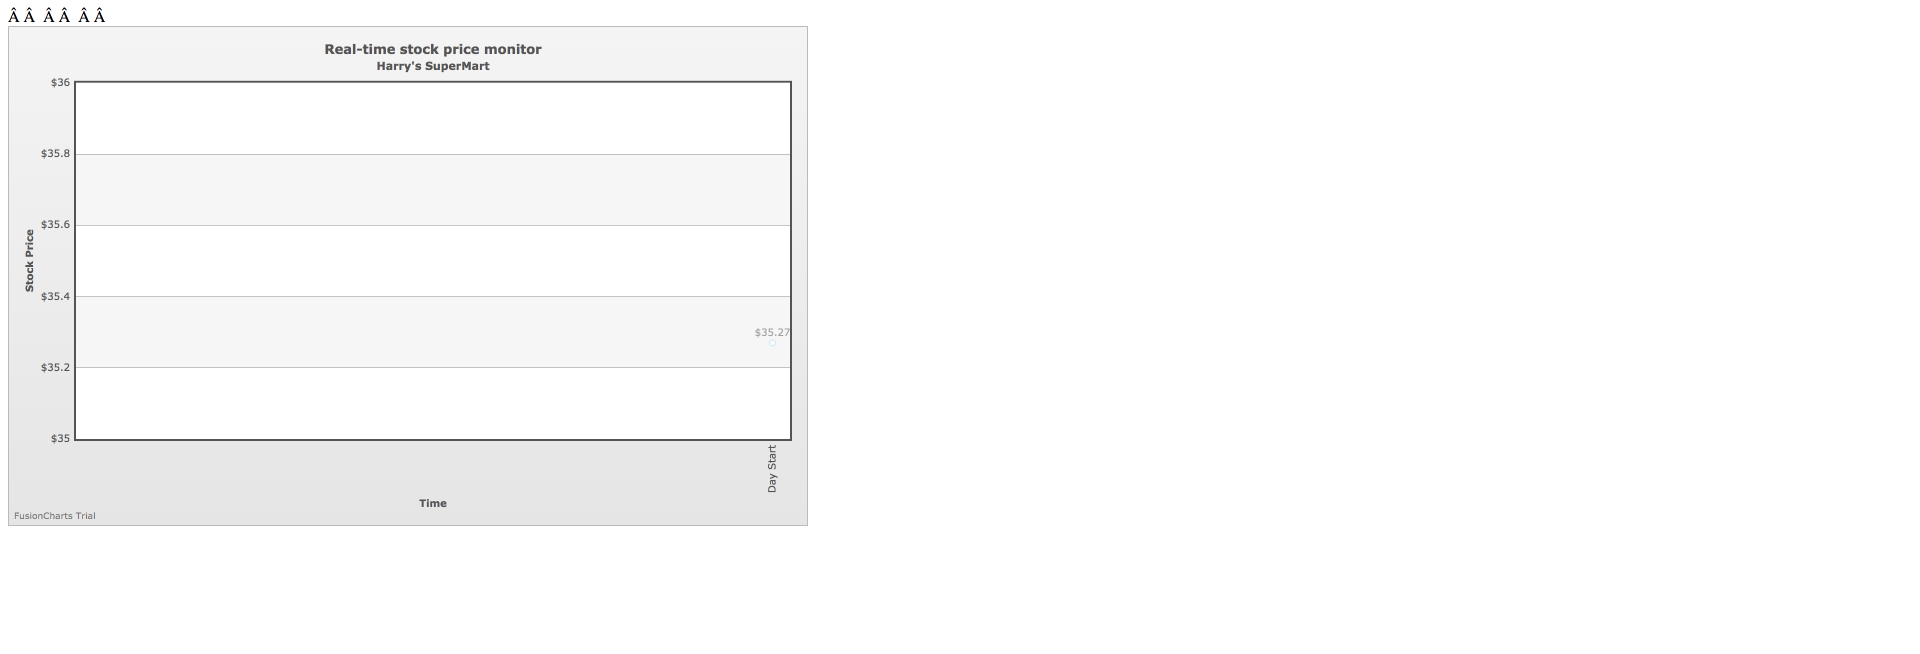 Â Â  Â Â  Â Â
Real-time stock price monitor
Harry's SuperMart
$36
$35.8
$35.6
$35.4
$35.2
$35
Stock Price
$35.27
Day Start
Time
FusionCharts Trial